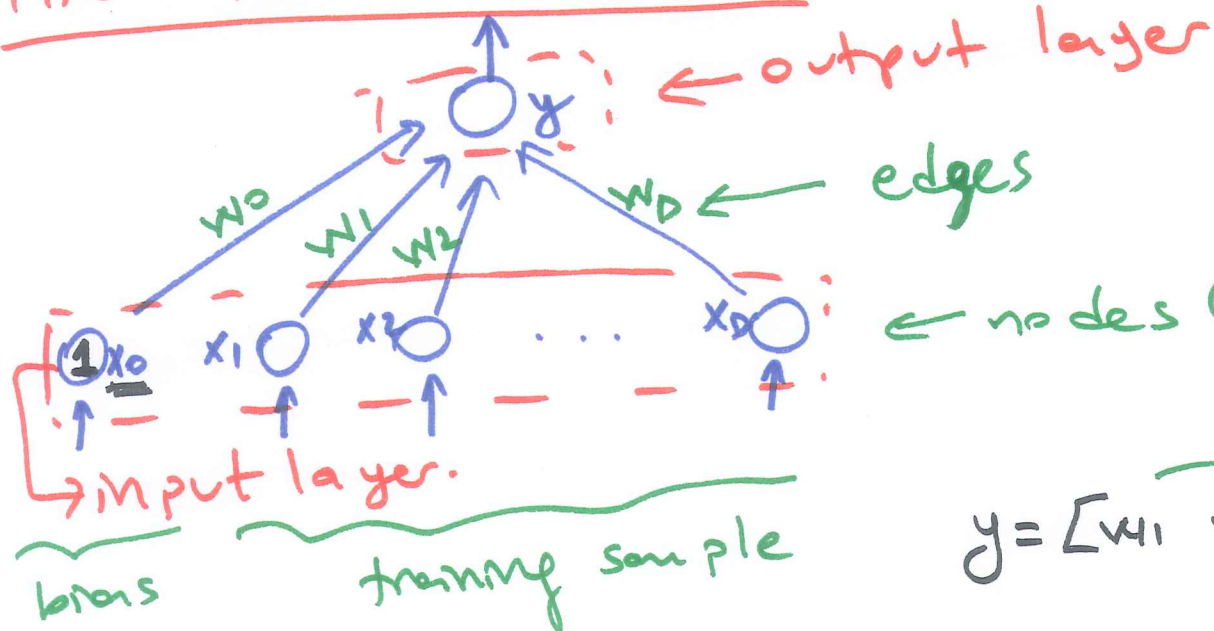 ← output layer
y
edges
W0 W1 W2 WD ←
← nodes (
1 x0 x1 x2 .... xD
→ input layer.
y = [w1
bias training sample